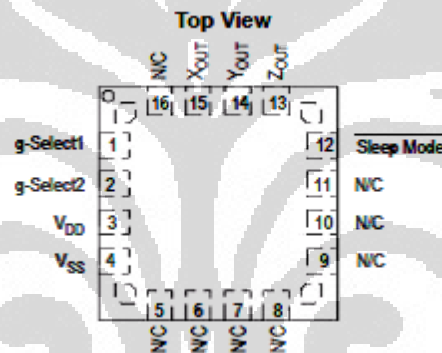 Top View
N/C
XOUT
YOUT
ZOUT
16
15
14
13
g-Select1
1
12
Sleep Mode
g-Select2
2
11
N/C
VDD
3
10
N/C
VSS
4
9
N/C
5
6
7
8
N/C
N/C
N/C
N/C